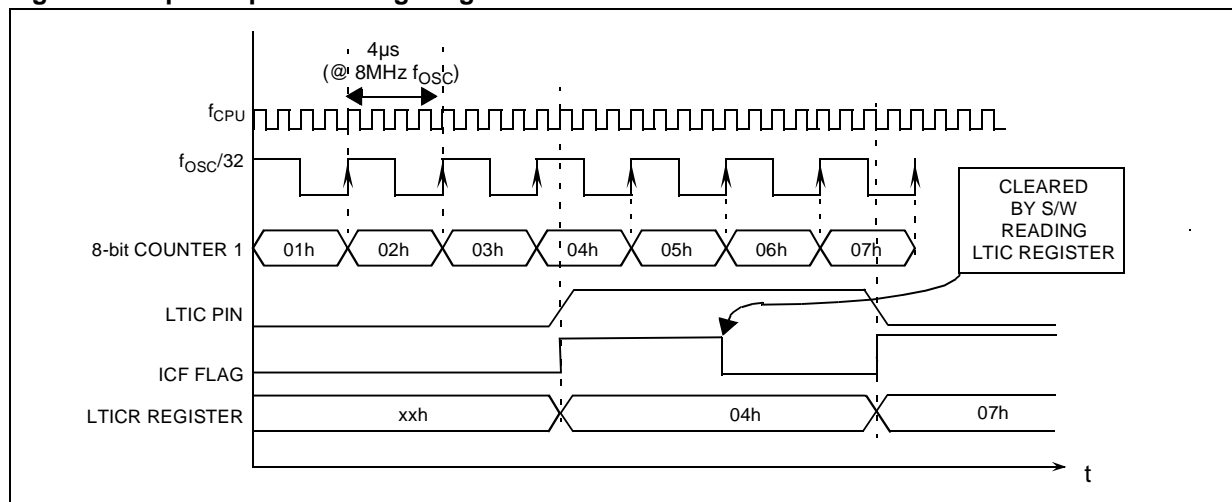 4µs
(@ 8MHz fOSC)
fCPU
fOSC/32
CLEARED
BY S/W
READING
LTIC REGISTER
8-bit COUNTER 1
01h 02h 03h 04h 05h 06h 07h
LTIC PIN
ICF FLAG
LTICR REGISTER
xxh 04h 07h
t